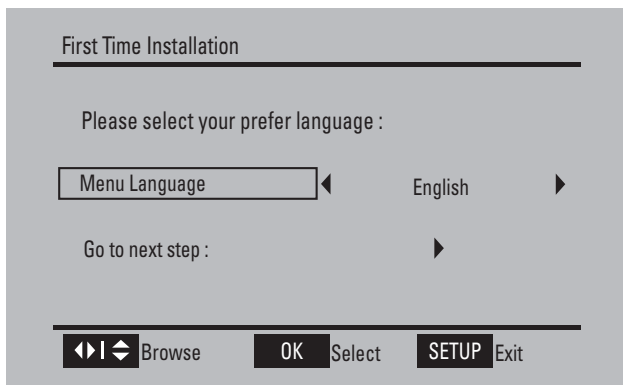 First Time Installation
Please select your prefer language :
Menu Language English
Go to next step :
Browse OK Select SETUP Exit